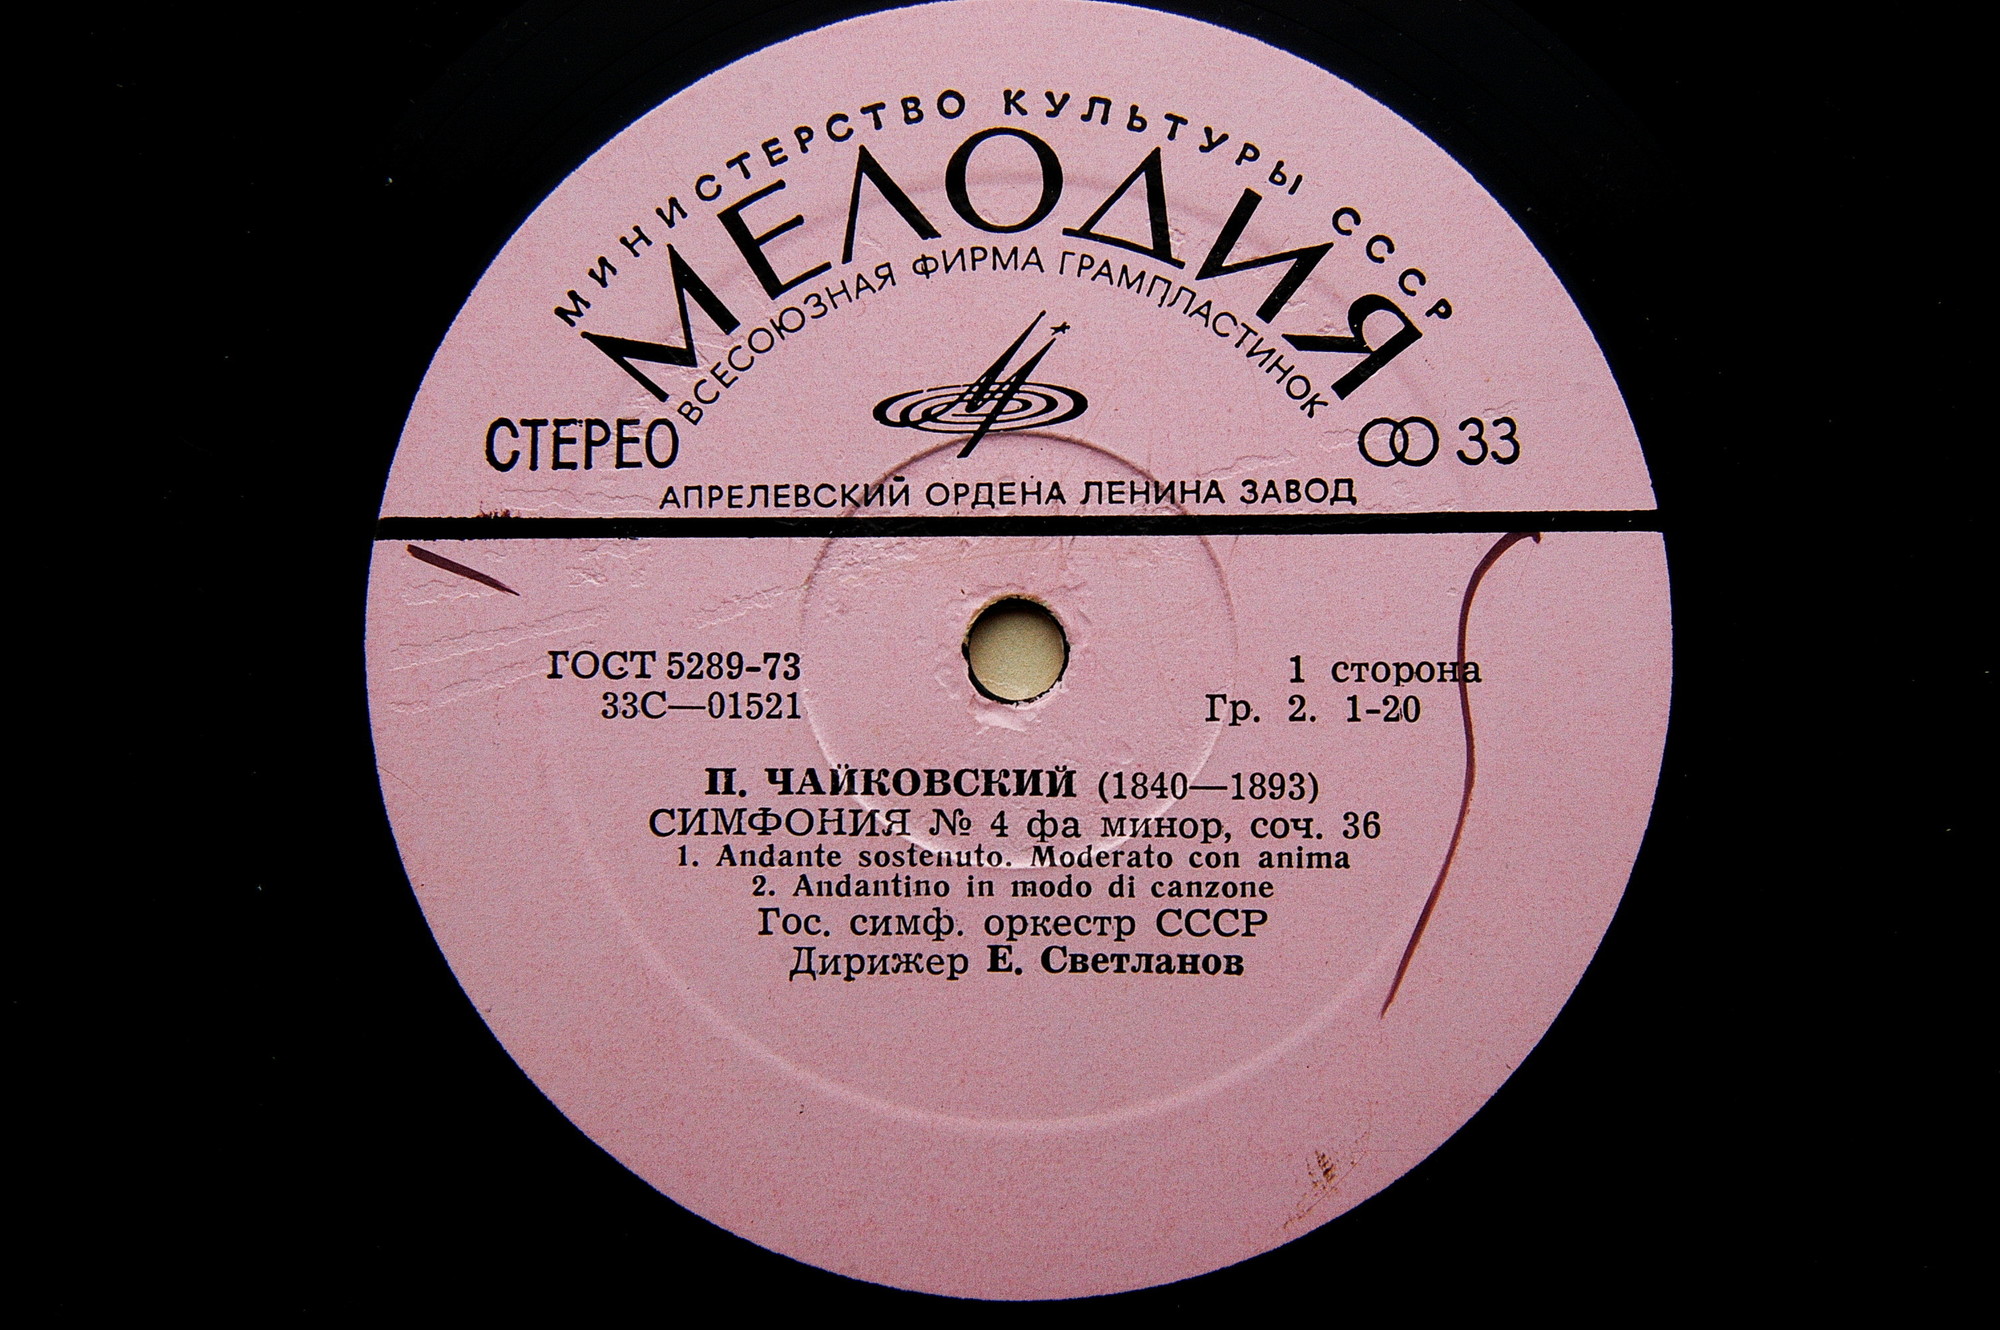 МИНИСТЕРСТВО КУЛЬТУРЫ СССР
МЕЛОДИЯ
ВСЕСОЮЗНАЯ ФИРМА ГРАМПЛАСТИНОК
СТЕРЕО
33
АПРЕЛЕВСКИЙ ОРДЕНА ЛЕНИНА ЗАВОД
ГОСТ 5289-73
33С—01521
1 сторона
Гр. 2. 1-20
П. ЧАЙКОВСКИЙ (1840—1893)
СИМФОНИЯ № 4 фа минор, соч. 36
1. Andante sostenuto. Moderato con anima
2. Andantino in modo di canzone
Гос. симф. оркестр СССР
Дирижер Е. Светланов